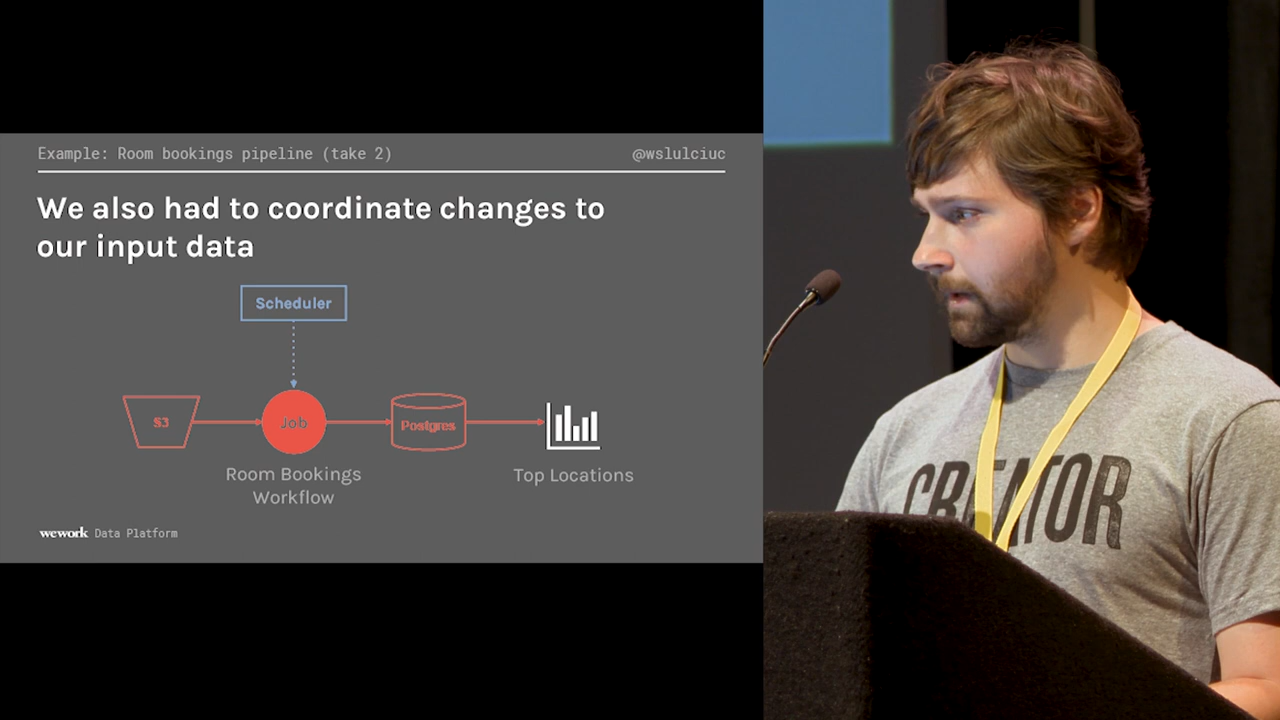 Example: Room bookings pipeline (take 2)
@wslulciuc
We also had to coordinate changes to
our input data
Scheduler
S3
Job
Postgres
Room Bookings
Workflow
Top Locations
wework Data Platform
CREATOR